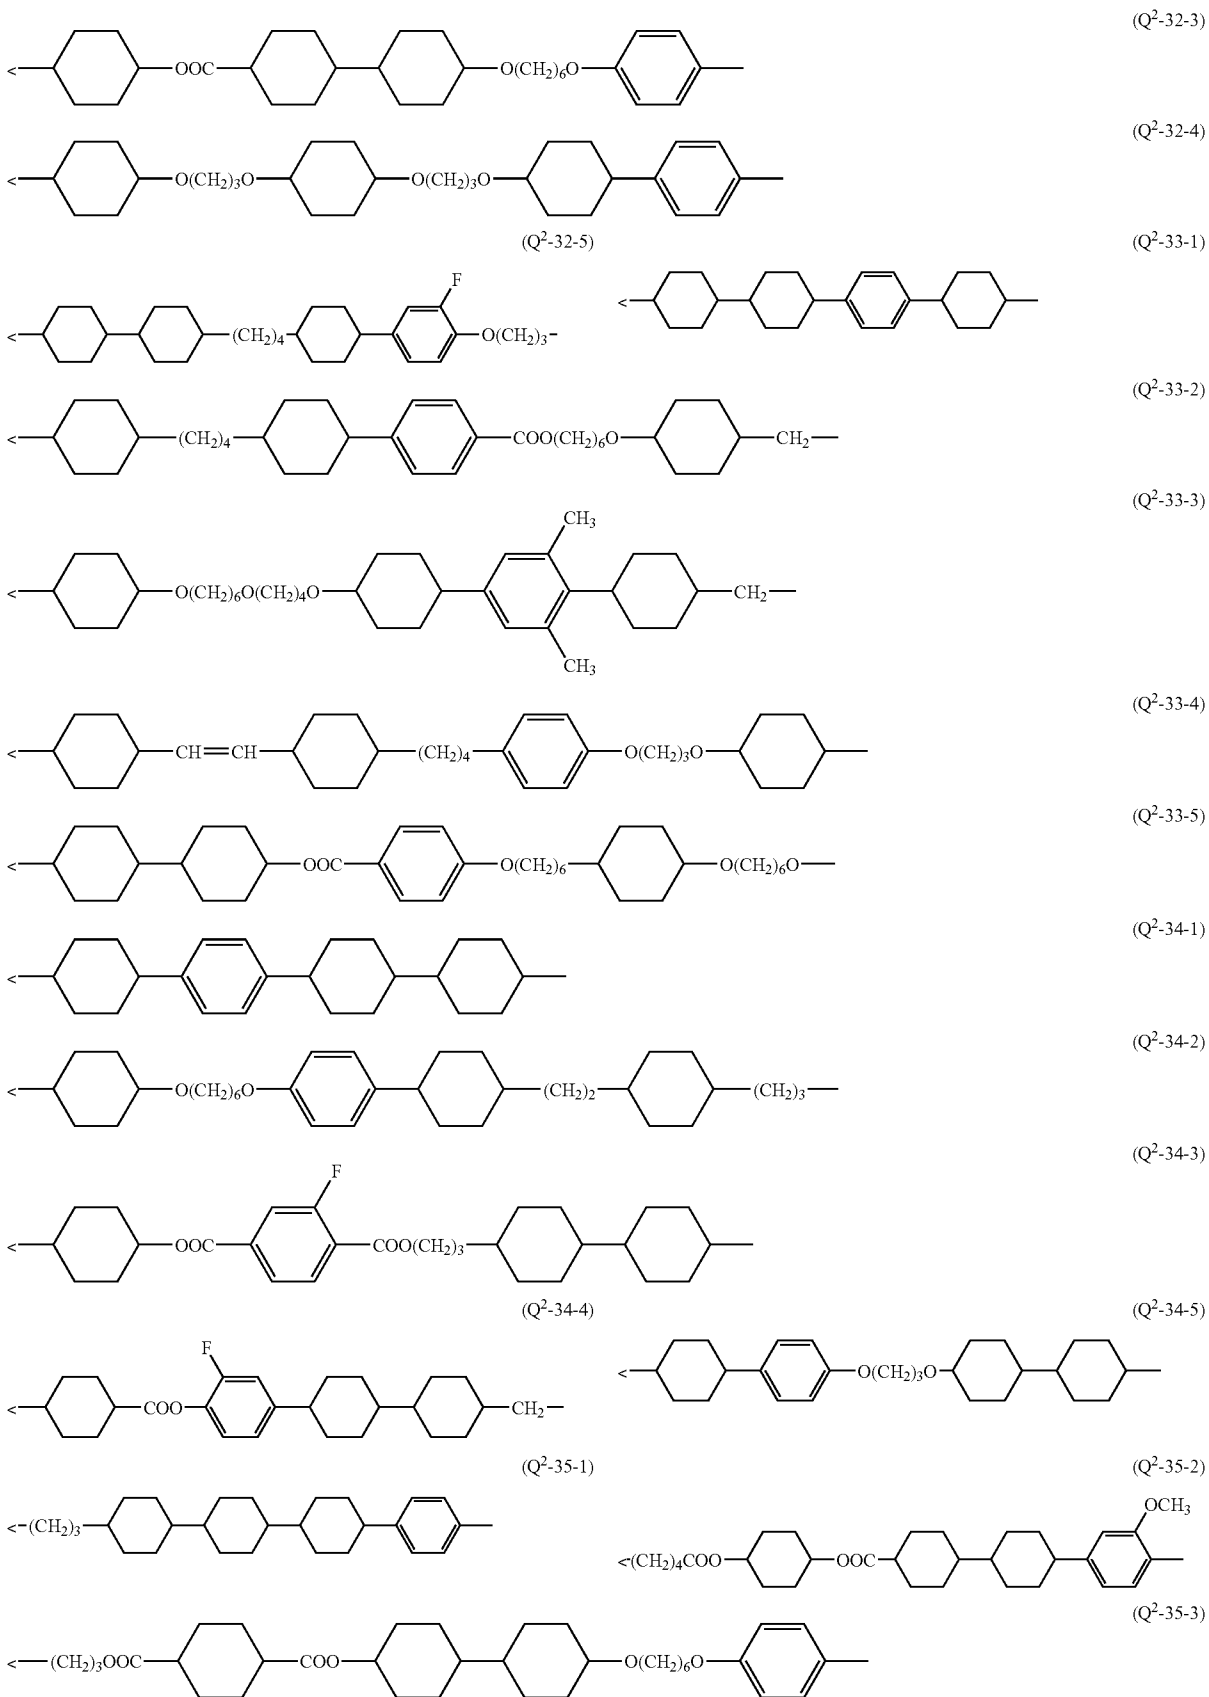 (Q²-32-3)
< OOC O(CH₂)₆O
(Q²-32-4)
< O(CH₂)₃O O(CH₂)₃O
(Q²-32-5) (Q²-33-1)
F
< (CH₂)₄ O(CH₂)₃
<
(Q²-33-2)
< (CH₂)₄ COO(CH₂)₆O CH₂
(Q²-33-3)
CH₃
< O(CH₂)₆O(CH₂)₄O CH₂
CH₃
(Q²-33-4)
< CH=CH (CH₂)₄ O(CH₂)₃O
(Q²-33-5)
< OOC O(CH₂)₆ O(CH₂)₆O
(Q²-34-1)
<
(Q²-34-2)
< O(CH₂)₆O (CH₂)₂ (CH₂)₃
(Q²-34-3)
F
< OOC COO(CH₂)₃
(Q²-34-4) (Q²-34-5)
F
< COO CH₂
< O(CH₂)₃O
(Q²-35-1) (Q²-35-2)
< (CH₂)₃
OCH₃
< (CH₂)₄COO OOC
(Q²-35-3)
< (CH₂)₃OOC COO O(CH₂)₆O